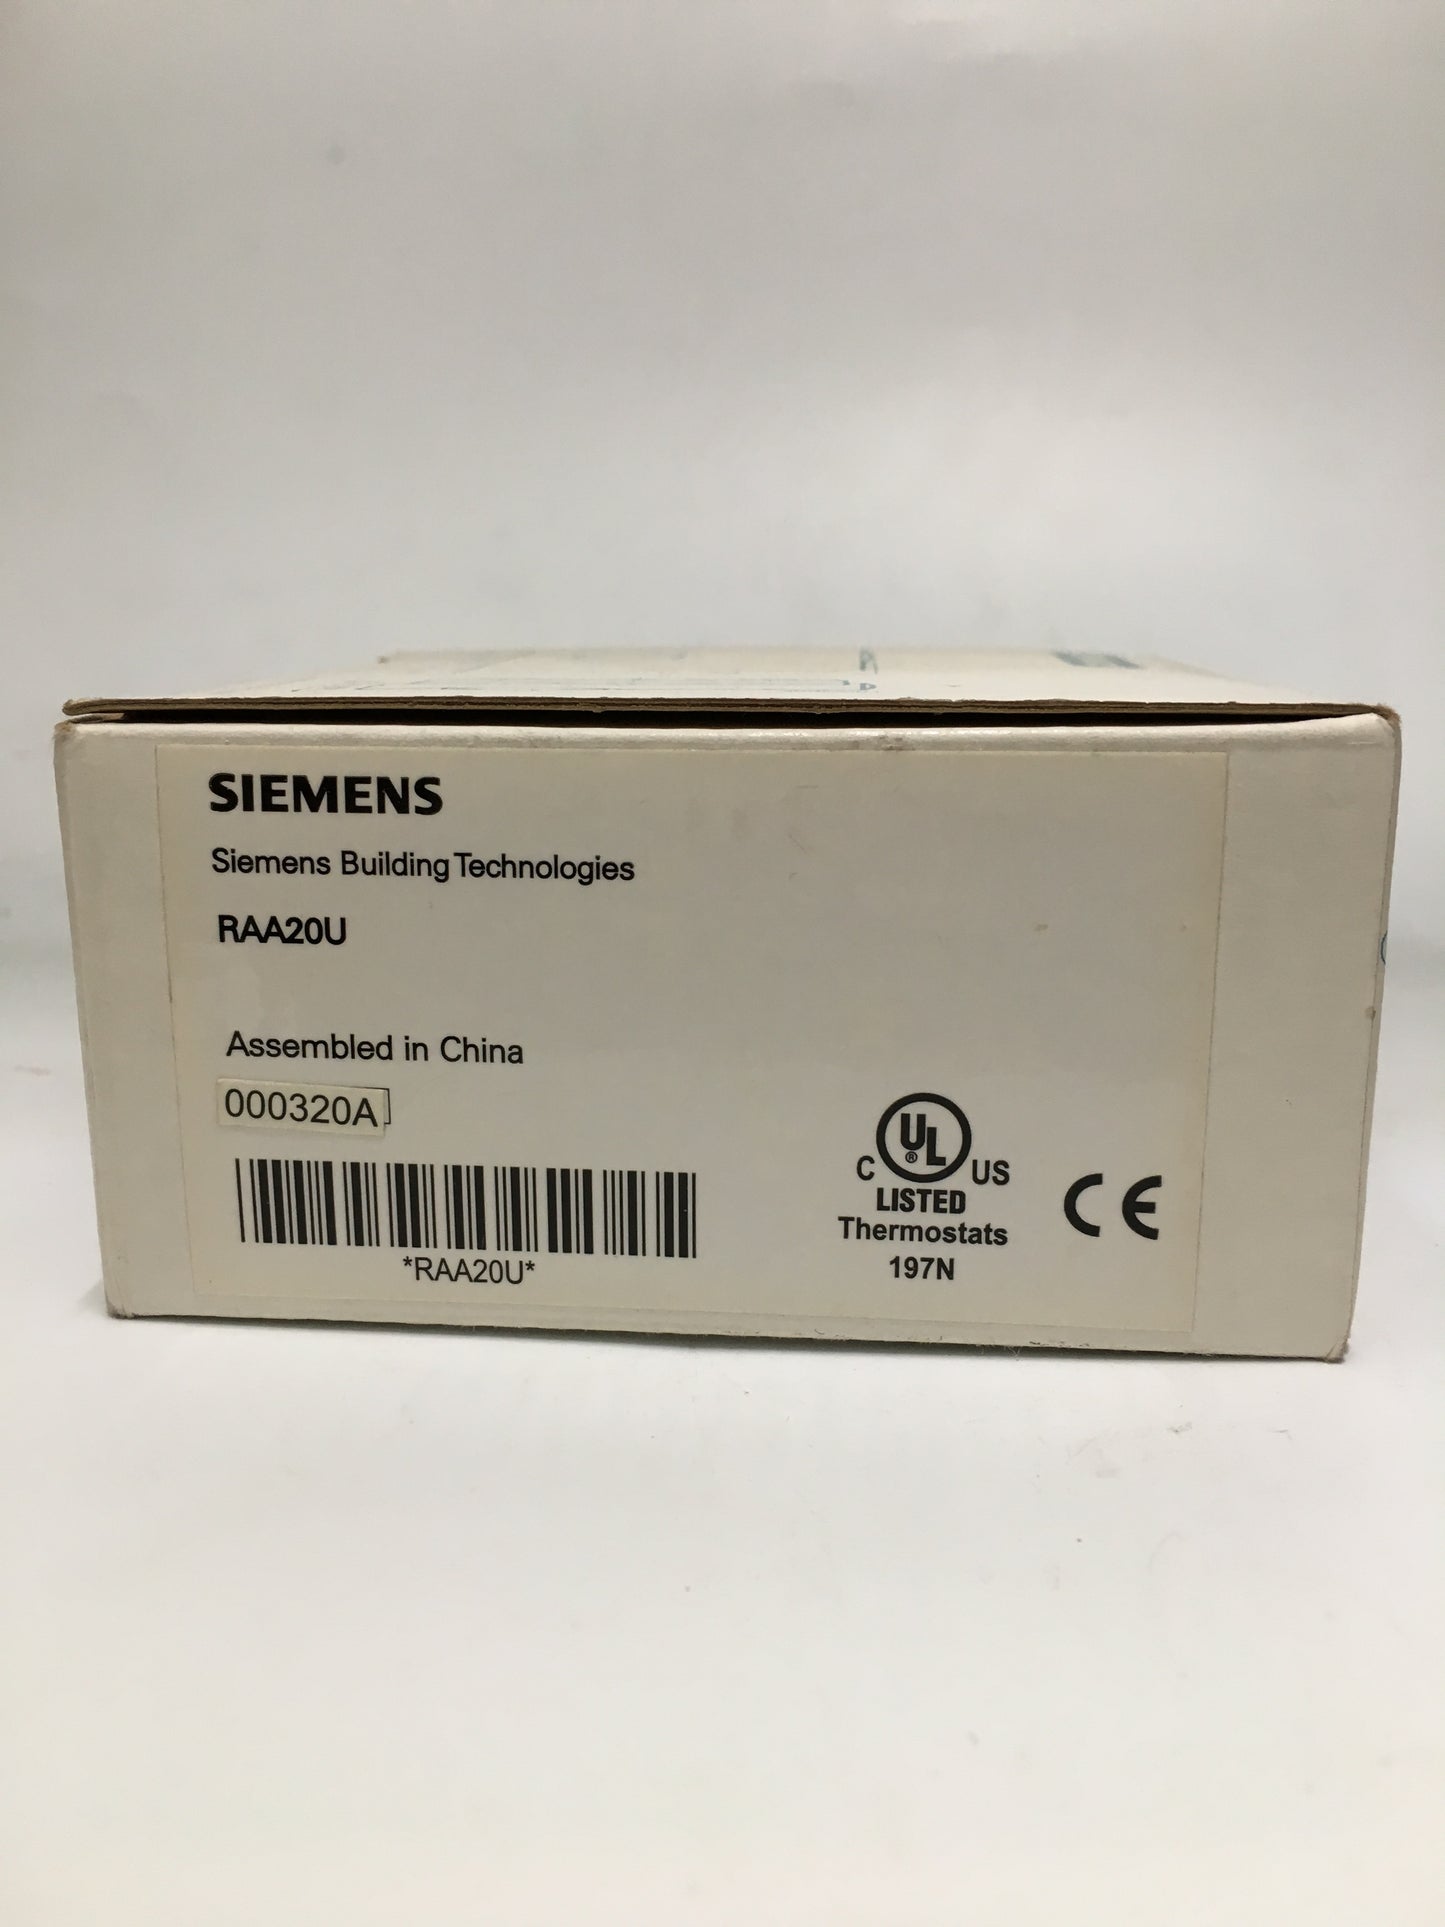 SIEMENS
Siemens Building Technologies
RAA20U
Assembled in China
000320A
*RAA20U*
UL ®
C US
LISTED
Thermostats
197N
CE